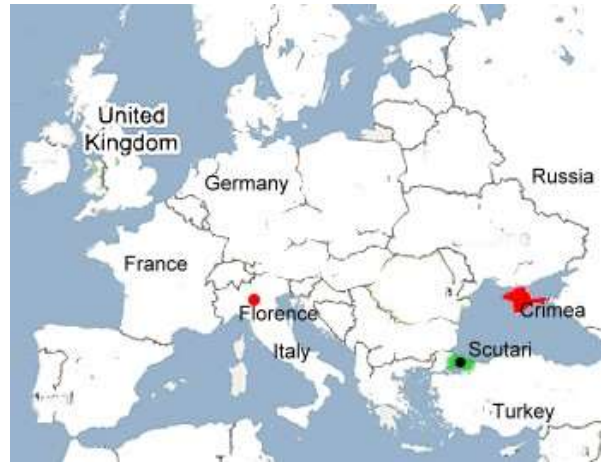 United
Kingdom
Germany
Russia
France
Florence
Crimea
Italy
Scutari
Turkey